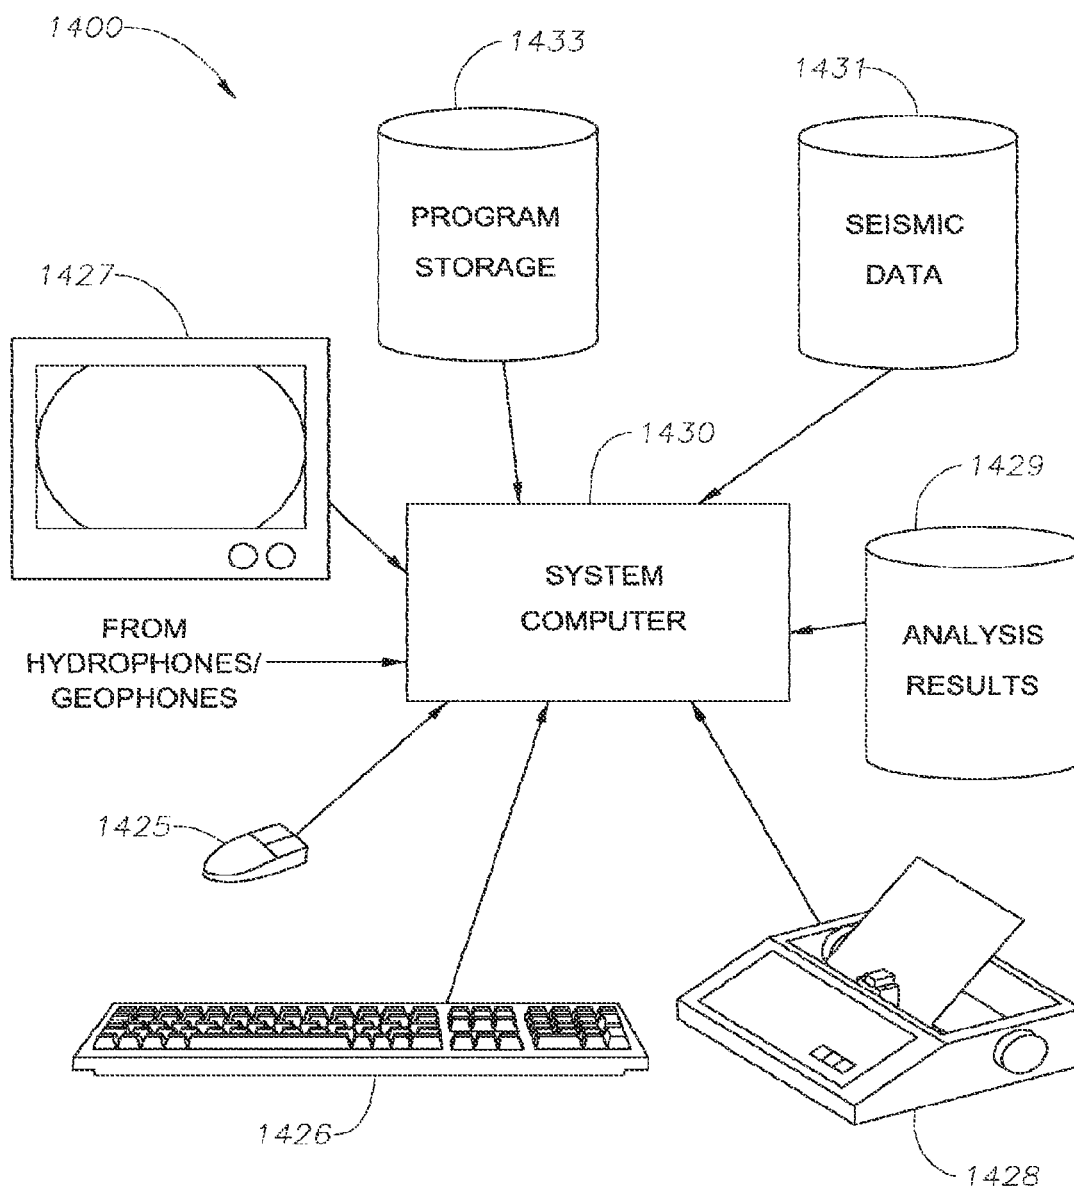 1400
1433
1431
PROGRAM
STORAGE
SEISMIC
DATA
1427
1430
1429
SYSTEM
COMPUTER
ANALYSIS
RESULTS
FROM
HYDROPHONES/
GEOPHONES
1425
1426
1428